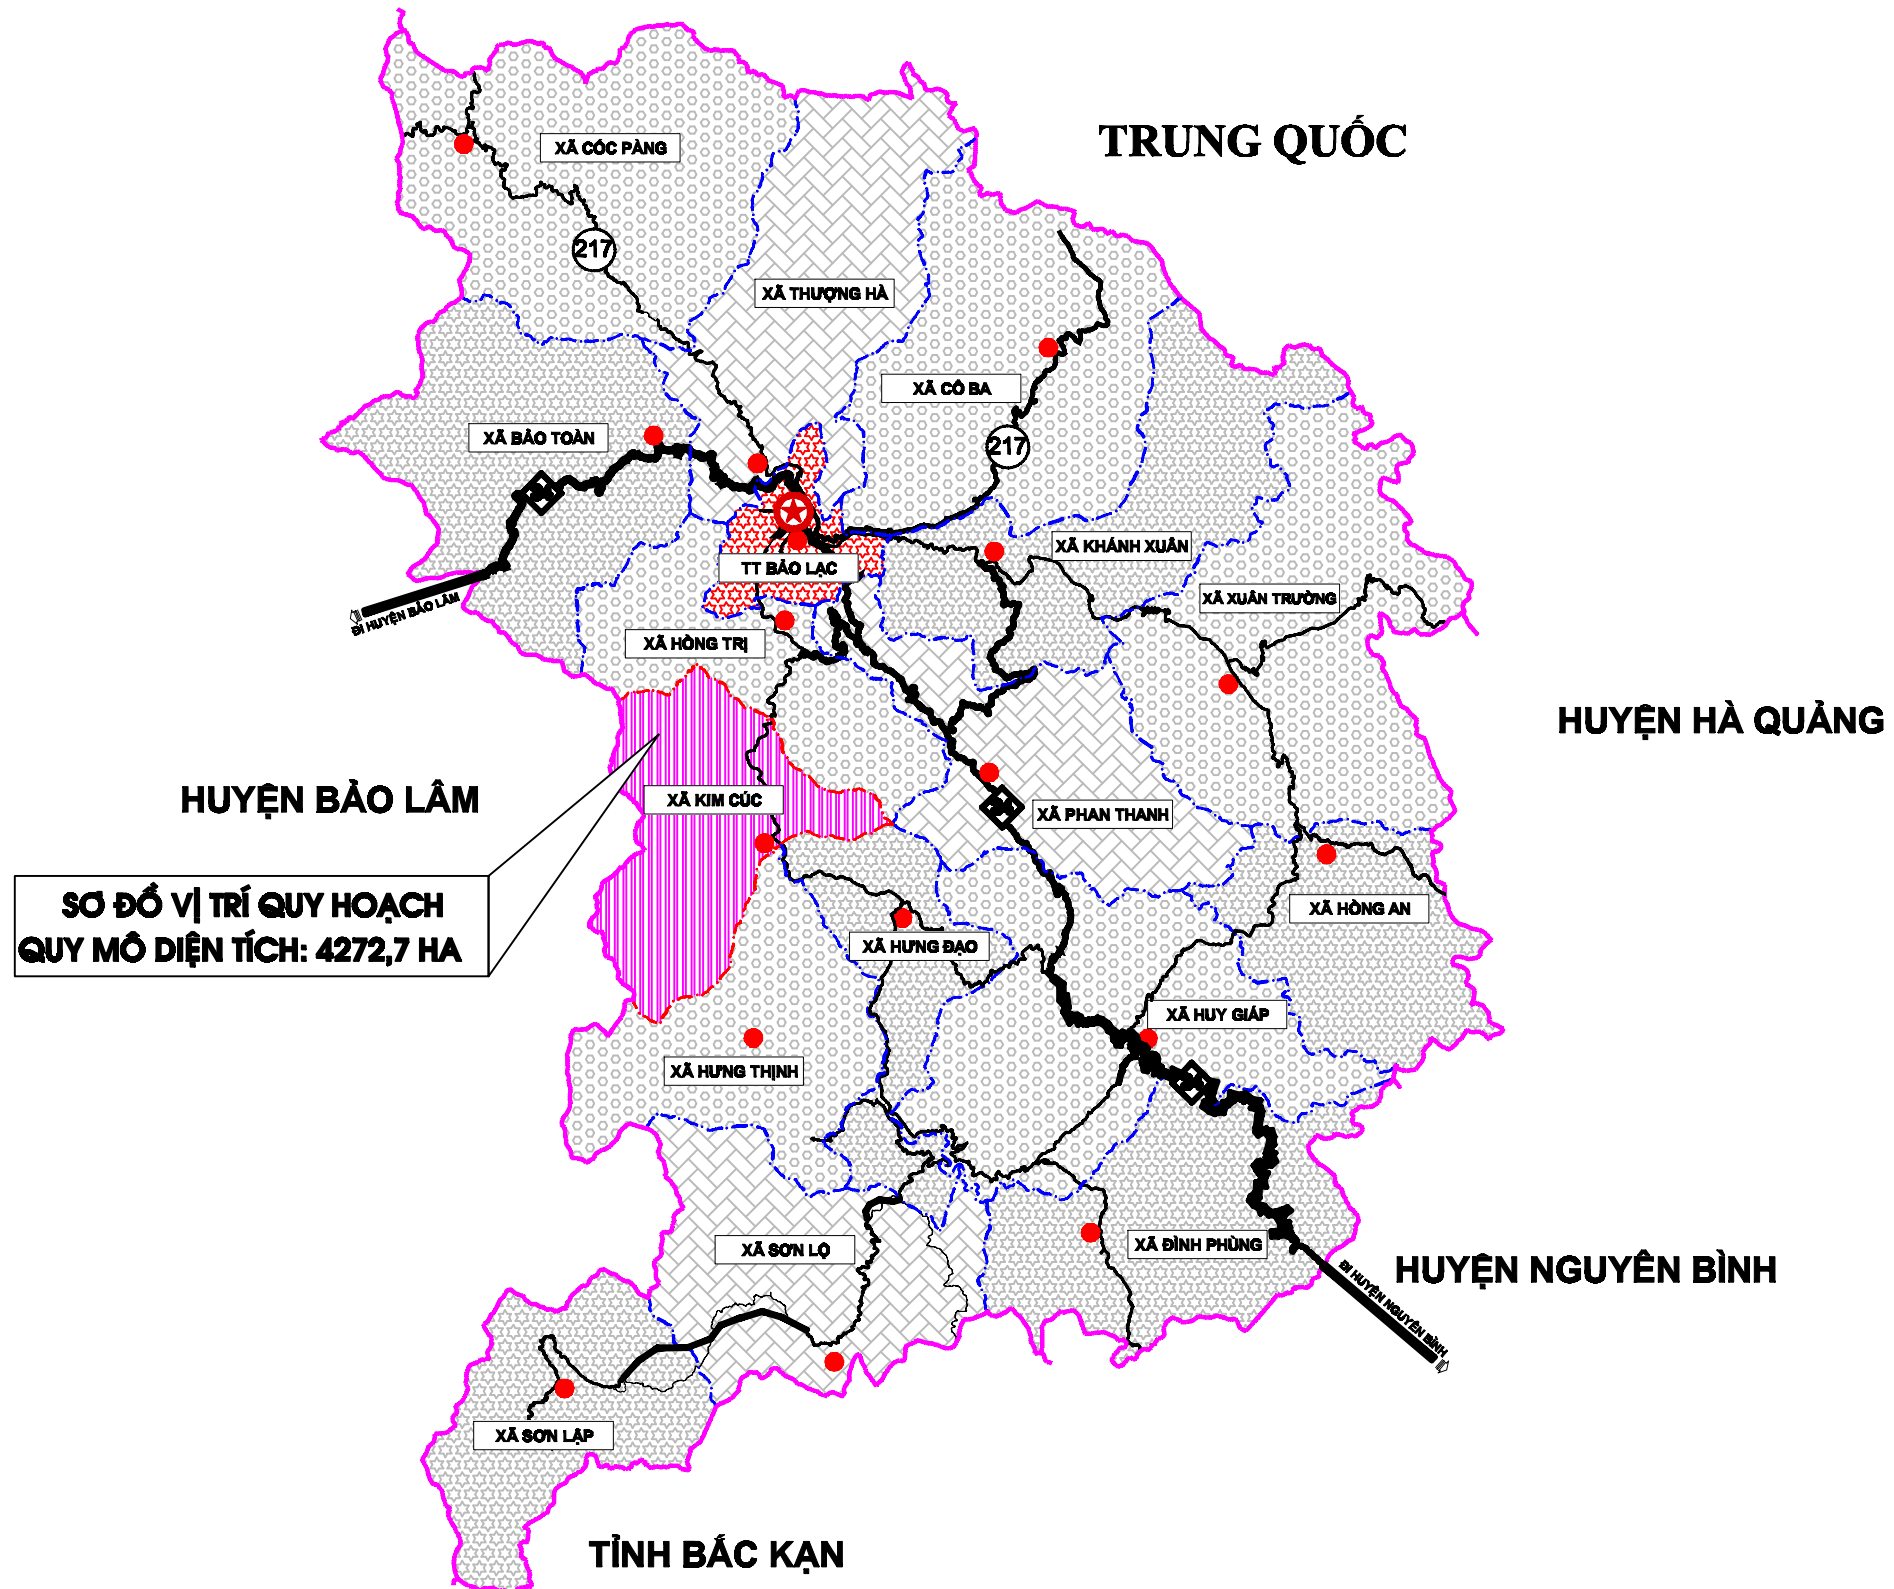 TRUNG QUỐC
XÃ CỐC PÀNG
217
XÃ THƯỢNG HÀ
XÃ CÔ BA
XÃ BẢO TOÀN
217
XÃ KHÁNH XUÂN
TT BẢO LẠC
XÃ XUÂN TRƯỜNG
ĐI HUYỆN BẢO LÂM
XÃ HỒNG TRỊ
HUYỆN HÀ QUẢNG
HUYỆN BẢO LÂM
XÃ KIM CÚC
XÃ PHAN THANH
SƠ ĐỒ VỊ TRÍ QUY HOẠCH
QUY MÔ DIỆN TÍCH: 4272,7 HA
XÃ HỒNG AN
XÃ HƯNG ĐẠO
XÃ HUY GIÁP
XÃ HƯNG THỊNH
XÃ SƠN LỘ
XÃ ĐÌNH PHÙNG
HUYỆN NGUYÊN BÌNH
ĐI HUYỆN NGUYÊN BÌNH
XÃ SƠN LẬP
TỈNH BẮC KẠN